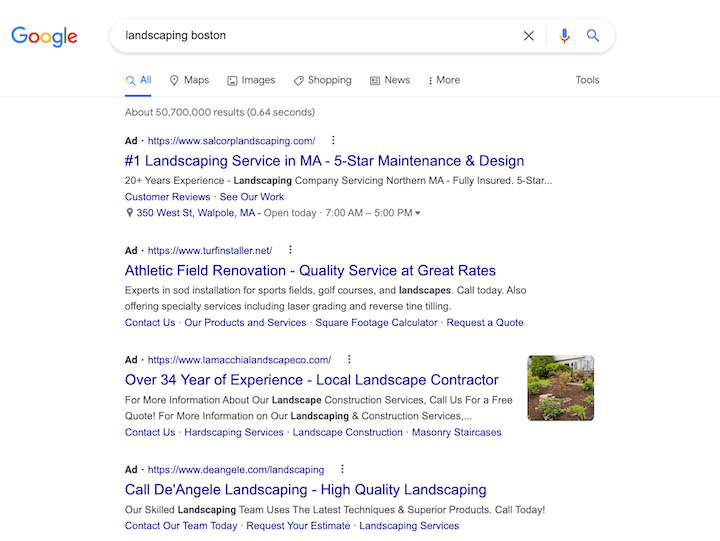 Google
landscaping boston
All Maps Images Shopping News More Tools
About 50,700,000 results (0.64 seconds)
Ad · https://www.salcorplandscaping.com/
#1 Landscaping Service in MA - 5-Star Maintenance & Design
20+ Years Experience - Landscaping Company Servicing Northern MA - Fully Insured. 5-Star...
Customer Reviews · See Our Work
350 West St, Walpole, MA - Open today · 7:00 AM – 5:00 PM
Ad · https://www.turfinstaller.net/
Athletic Field Renovation - Quality Service at Great Rates
Experts in sod installation for sports fields, golf courses, and landscapes. Call today. Also
offering specialty services including laser grading and reverse tine tilling.
Contact Us · Our Products and Services · Square Footage Calculator · Request a Quote
Ad · https://www.lamacchialandscapeco.com/
Over 34 Year of Experience - Local Landscape Contractor
For More Information About Our Landscape Construction Services, Call Us For a Free
Quote! For More Information on Our Landscaping & Construction Services,...
Contact Us · Hardscaping Services · Landscape Construction · Masonry Staircases
Ad · https://www.deangele.com/landscaping
Call De'Angele Landscaping - High Quality Landscaping
Our Skilled Landscaping Team Uses The Latest Techniques & Superior Products. Call Today!
Contact Our Team Today · Request Your Estimate · Landscaping Services